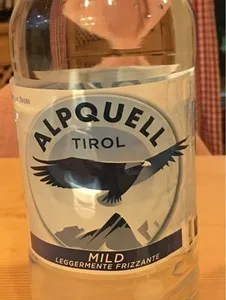 ALPQUELL
TIROL
MILD
LEGGERMENTE FRIZZANTE